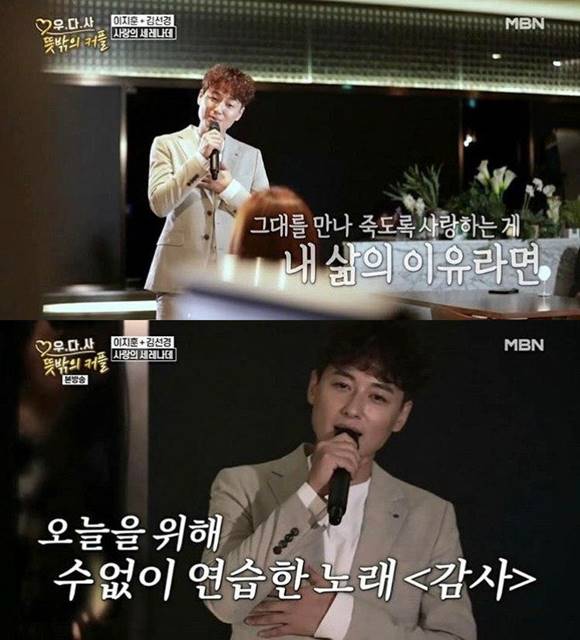 우.다.사
뜻밖의 커플
이지훈 + 김선경
사랑의 세레나데
MBN
그대를 만나 죽도록 사랑하는 게
내 삶의 이유라면
우.다.사
뜻밖의 커플
본방송
이지훈 + 김선경
사랑의 세레나데
MBN
오늘을 위해
수없이 연습한 노래 <감사>